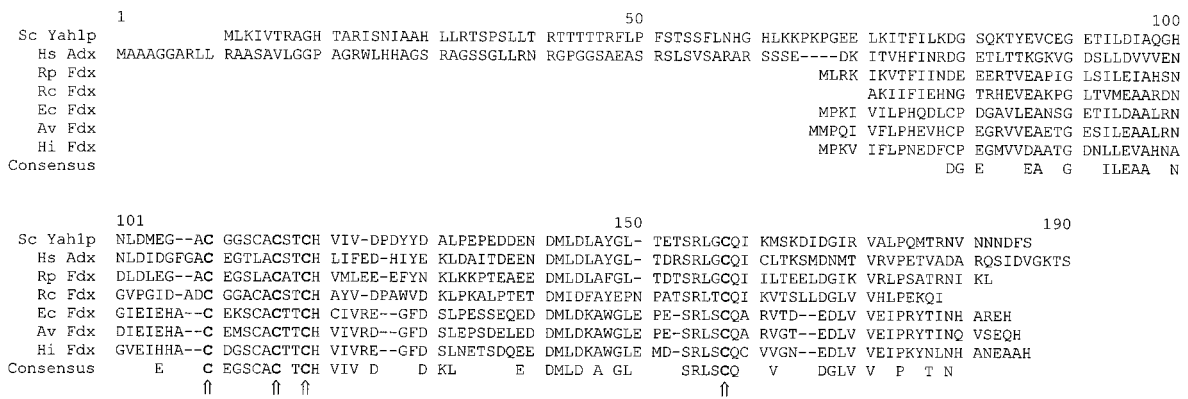 1 50 100
Sc Yah1p MLKIVTRAGH TARISNIAAH LLRTSPSLLT RTTTTTRFLP FSTSSFLNHG HLKKPKPGEE LKITFILKDG SQKTYEVCEG ETILDIAQGH
Hs Adx MAAAGGARLL RAASAVLGGP AGRWLHHAGS RAGSSGLLRN RGPGGSAEAS RSLSVSARAR SSSE----DK ITVHFINRDG ETLTTKGKVG DSLLDVVVEN
Rp Fdx MLRK IKVTFIINDE EERTVEAPIG LSILEIAHSN
Rc Fdx AKIIFIEHNG TRHEVEAKPG LTVMEAARDN
Ec Fdx MPKI VILPHQDLCP DGAVLEANSG ETILDAALRN
Av Fdx MMPQI VFLPHEVHCP EGRVVEAETG ESILEAALRN
Hi Fdx MPKV IFLPNEDFCP EGMVVDAATG DNLLEVAHNA
Consensus DG E EA G ILEAA N
101 150 190
Sc Yah1p NLDMEG--AC GGSCACSTCH VIV-DPDYYD ALPEPEDDEN DMLDLAYGL- TETSRLGCQI KMSKDIDGIR VALPQMTRNV NNNDFS
Hs Adx NLDIDGFGAC EGTLACSTCH LIFED-HIYEK LDAITDEEN DMLDLAYGL- TDRSRLGCQI CLTKSMDNMT VRVPETVADA RQSIDVGKTS
Rp Fdx DLDLEG--AC EGSLACATCH VMLEE-EFYN KLKKPTEAEE DMLDLAFGL- TDTSRLGCQI ILTEELDGIK VRLPSATRNI KL
Rc Fdx GVPGID-ADC GGACACSTCH AYV-DPAWVD KLPKALPTET DMIDFAYEPN PATSRLTCQI KVTSLLDGLV VHLPEKQI
Ec Fdx GIEIEHA--C EKSCACTTCH CIVRE--GFD SLPESSEQED DMLDKAWGLE PE-SRLSCQA RVTD--EDLV VEIPRYTINH AREH
Av Fdx DIEIEHA--C EMSCACTTCH VIVRD--GFD SLEPSDELED DMLDKAWGLE PE-SRLSCQA RVGT--EDLV VEIPRYTINQ VSEQH
Hi Fdx GVEIHHA--C DGSCACTTCH VIVRE--GFD SLNETSDQEE DMLDKAWGLE MD-SRLSCQC VVGN--EDLV VEIPKYNLNH ANEAAH
Consensus E C EGSCAC TCH VIV D D KL E DMLD A GL SRLSCQ V DGLV V P T N
⇑ ⇑ ⇑ ⇑